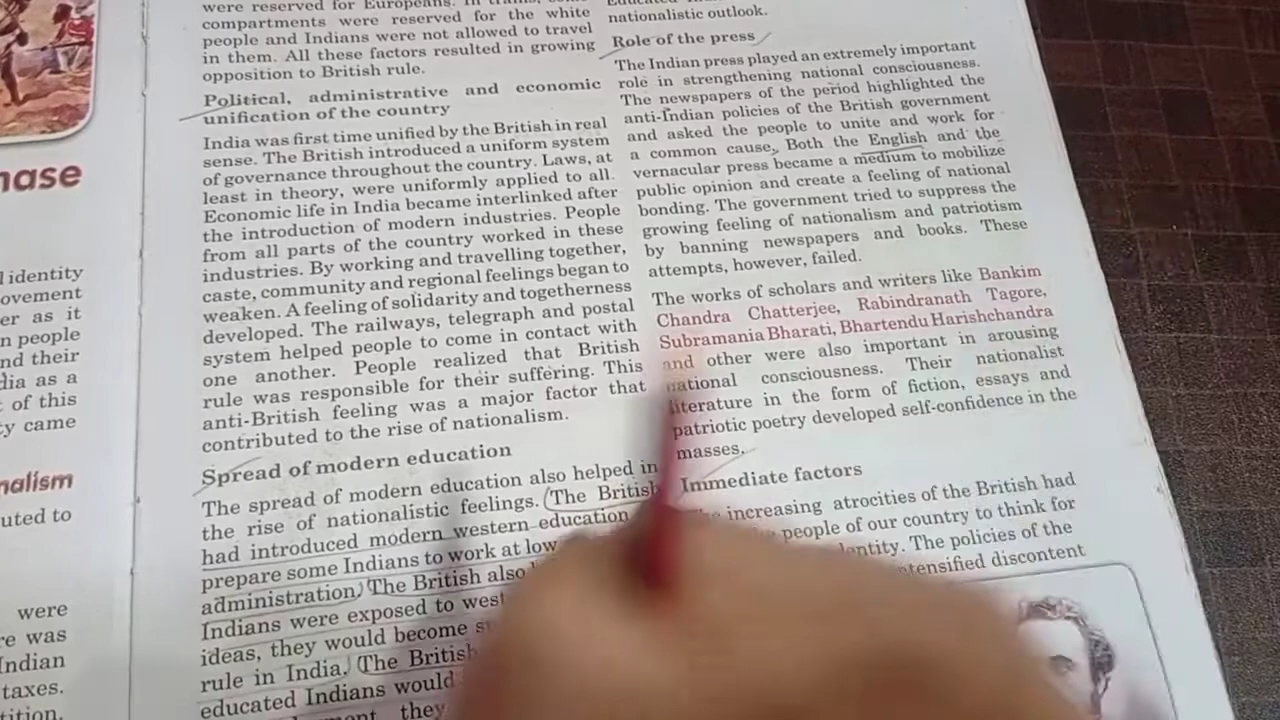 hase
l identity
ovement
er as it
n people
nd their
dia as a
of this
y came
nalism
uted to
were
re was
Indian
taxes.
tition,
were reserved for Europeans. In trains, some
compartments were reserved for the white
people and Indians were not allowed to travel
in them. All these factors resulted in growing
opposition to British rule.
Political, administrative and economic
unification of the country
India was first time unified by the British in real
sense. The British introduced a uniform system
of governance throughout the country. Laws, at
least in theory, were uniformly applied to all.
Economic life in India became interlinked after
the introduction of modern industries. People
from all parts of the country worked in these
industries. By working and travelling together,
caste, community and regional feelings began to
weaken. A feeling of solidarity and togetherness
developed. The railways, telegraph and postal
system helped people to come in contact with
one another. People realized that British
rule was responsible for their suffering. This
anti-British feeling was a major factor that
contributed to the rise of nationalism.
Spread of modern education
The spread of modern education also helped in
the rise of nationalistic feelings. (The British
had introduced modern western education
prepare some Indians to work at low
administration) The British also
Indians were exposed to west
ideas, they would become s
rule in India. (The British
educated Indians would
they
nationalistic outlook.
Role of the press
The Indian press played an extremely important
role in strengthening national consciousness.
The newspapers of the period highlighted the
anti-Indian policies of the British government
and asked the people to unite and work for
a common cause. Both the English and the
vernacular press became a medium to mobilize
public opinion and create a feeling of national
bonding. The government tried to suppress the
growing feeling of nationalism and patriotism
by banning newspapers and books. These
attempts, however, failed.
The works of scholars and writers like Bankim
Chandra Chatterjee, Rabindranath Tagore,
Subramania Bharati, Bhartendu Harishchandra
and other were also important in arousing
national consciousness. Their nationalist
literature in the form of fiction, essays and
patriotic poetry developed self-confidence in the
masses.
Immediate factors
The increasing atrocities of the British had
people of our country to think for
identity. The policies of the
intensified discontent